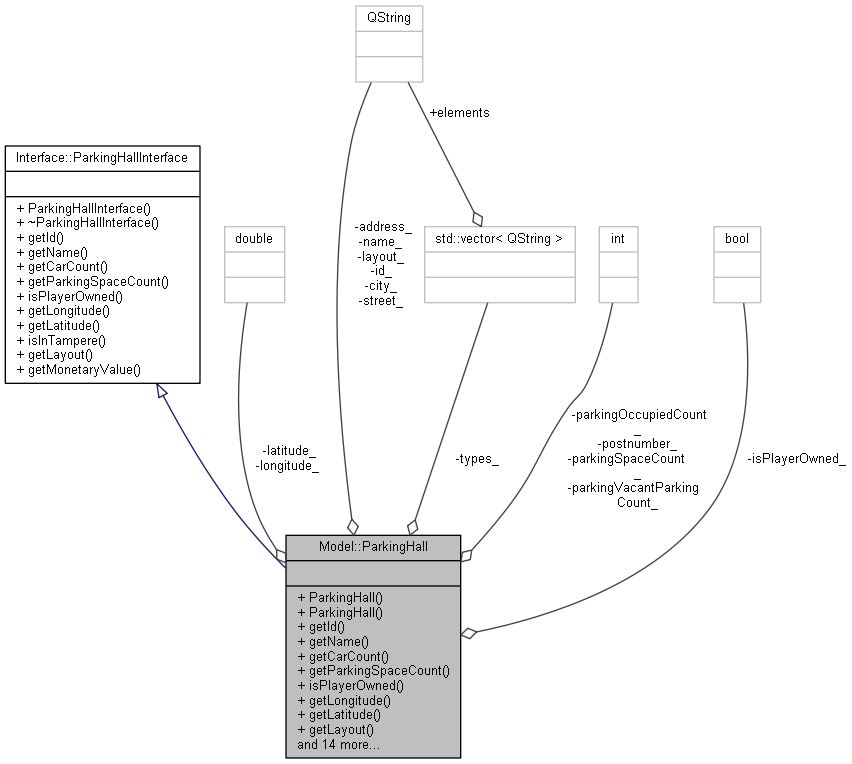 QString
+elements
Interface::ParkingHallInterface
+ ParkingHallInterface()
+ ~ParkingHallInterface()
+ getId()
+ getName()
+ getCarCount()
+ getParkingSpaceCount()
+ isPlayerOwned()
+ getLongitude()
+ getLatitude()
+ isInTampere()
+ getLayout()
+ getMonetaryValue()
double
-address_
-name_
-layout_
-id_
-city_
-street_
std::vector< QString >
int
bool
-latitude_
-longitude_
-types_
-parkingOccupiedCount
_
-postnumber_
-parkingSpaceCount
_
-parkingVacantParking
Count_
-isPlayerOwned_
Model::ParkingHall
+ ParkingHall()
+ ParkingHall()
+ getId()
+ getName()
+ getCarCount()
+ getParkingSpaceCount()
+ isPlayerOwned()
+ getLongitude()
+ getLatitude()
+ getLayout()
and 14 more...